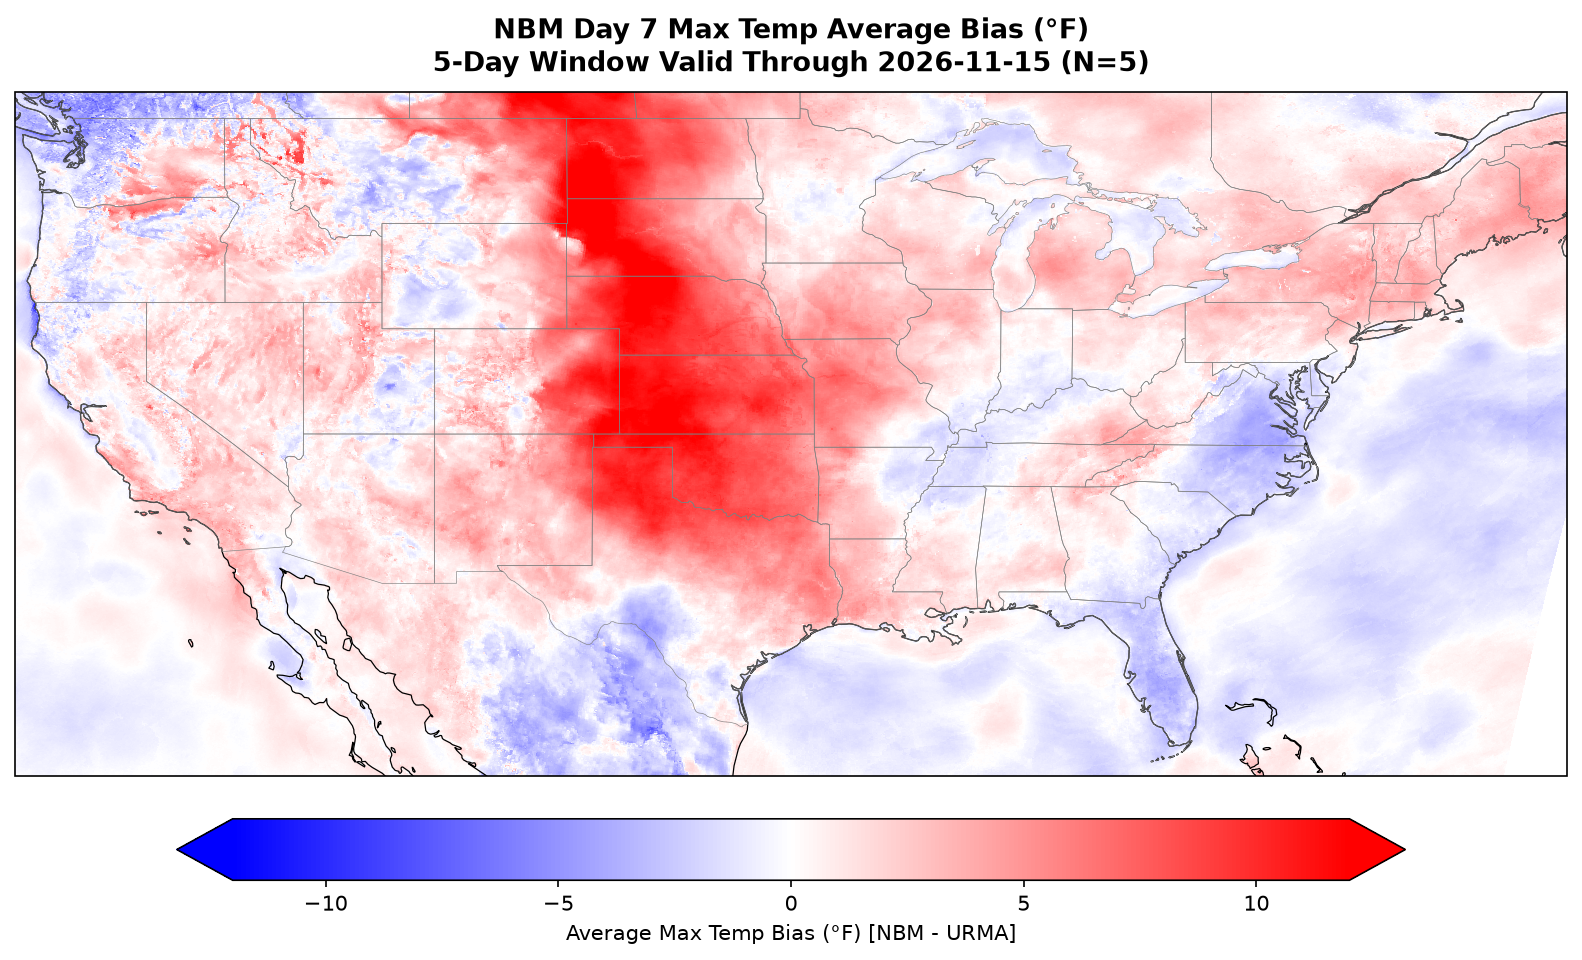 NBM Day 7 Max Temp Average Bias (°F)
5-Day Window Valid Through 2026-11-15 (N=5)
−10 −5 0 5 10
Average Max Temp Bias (°F) [NBM - URMA]